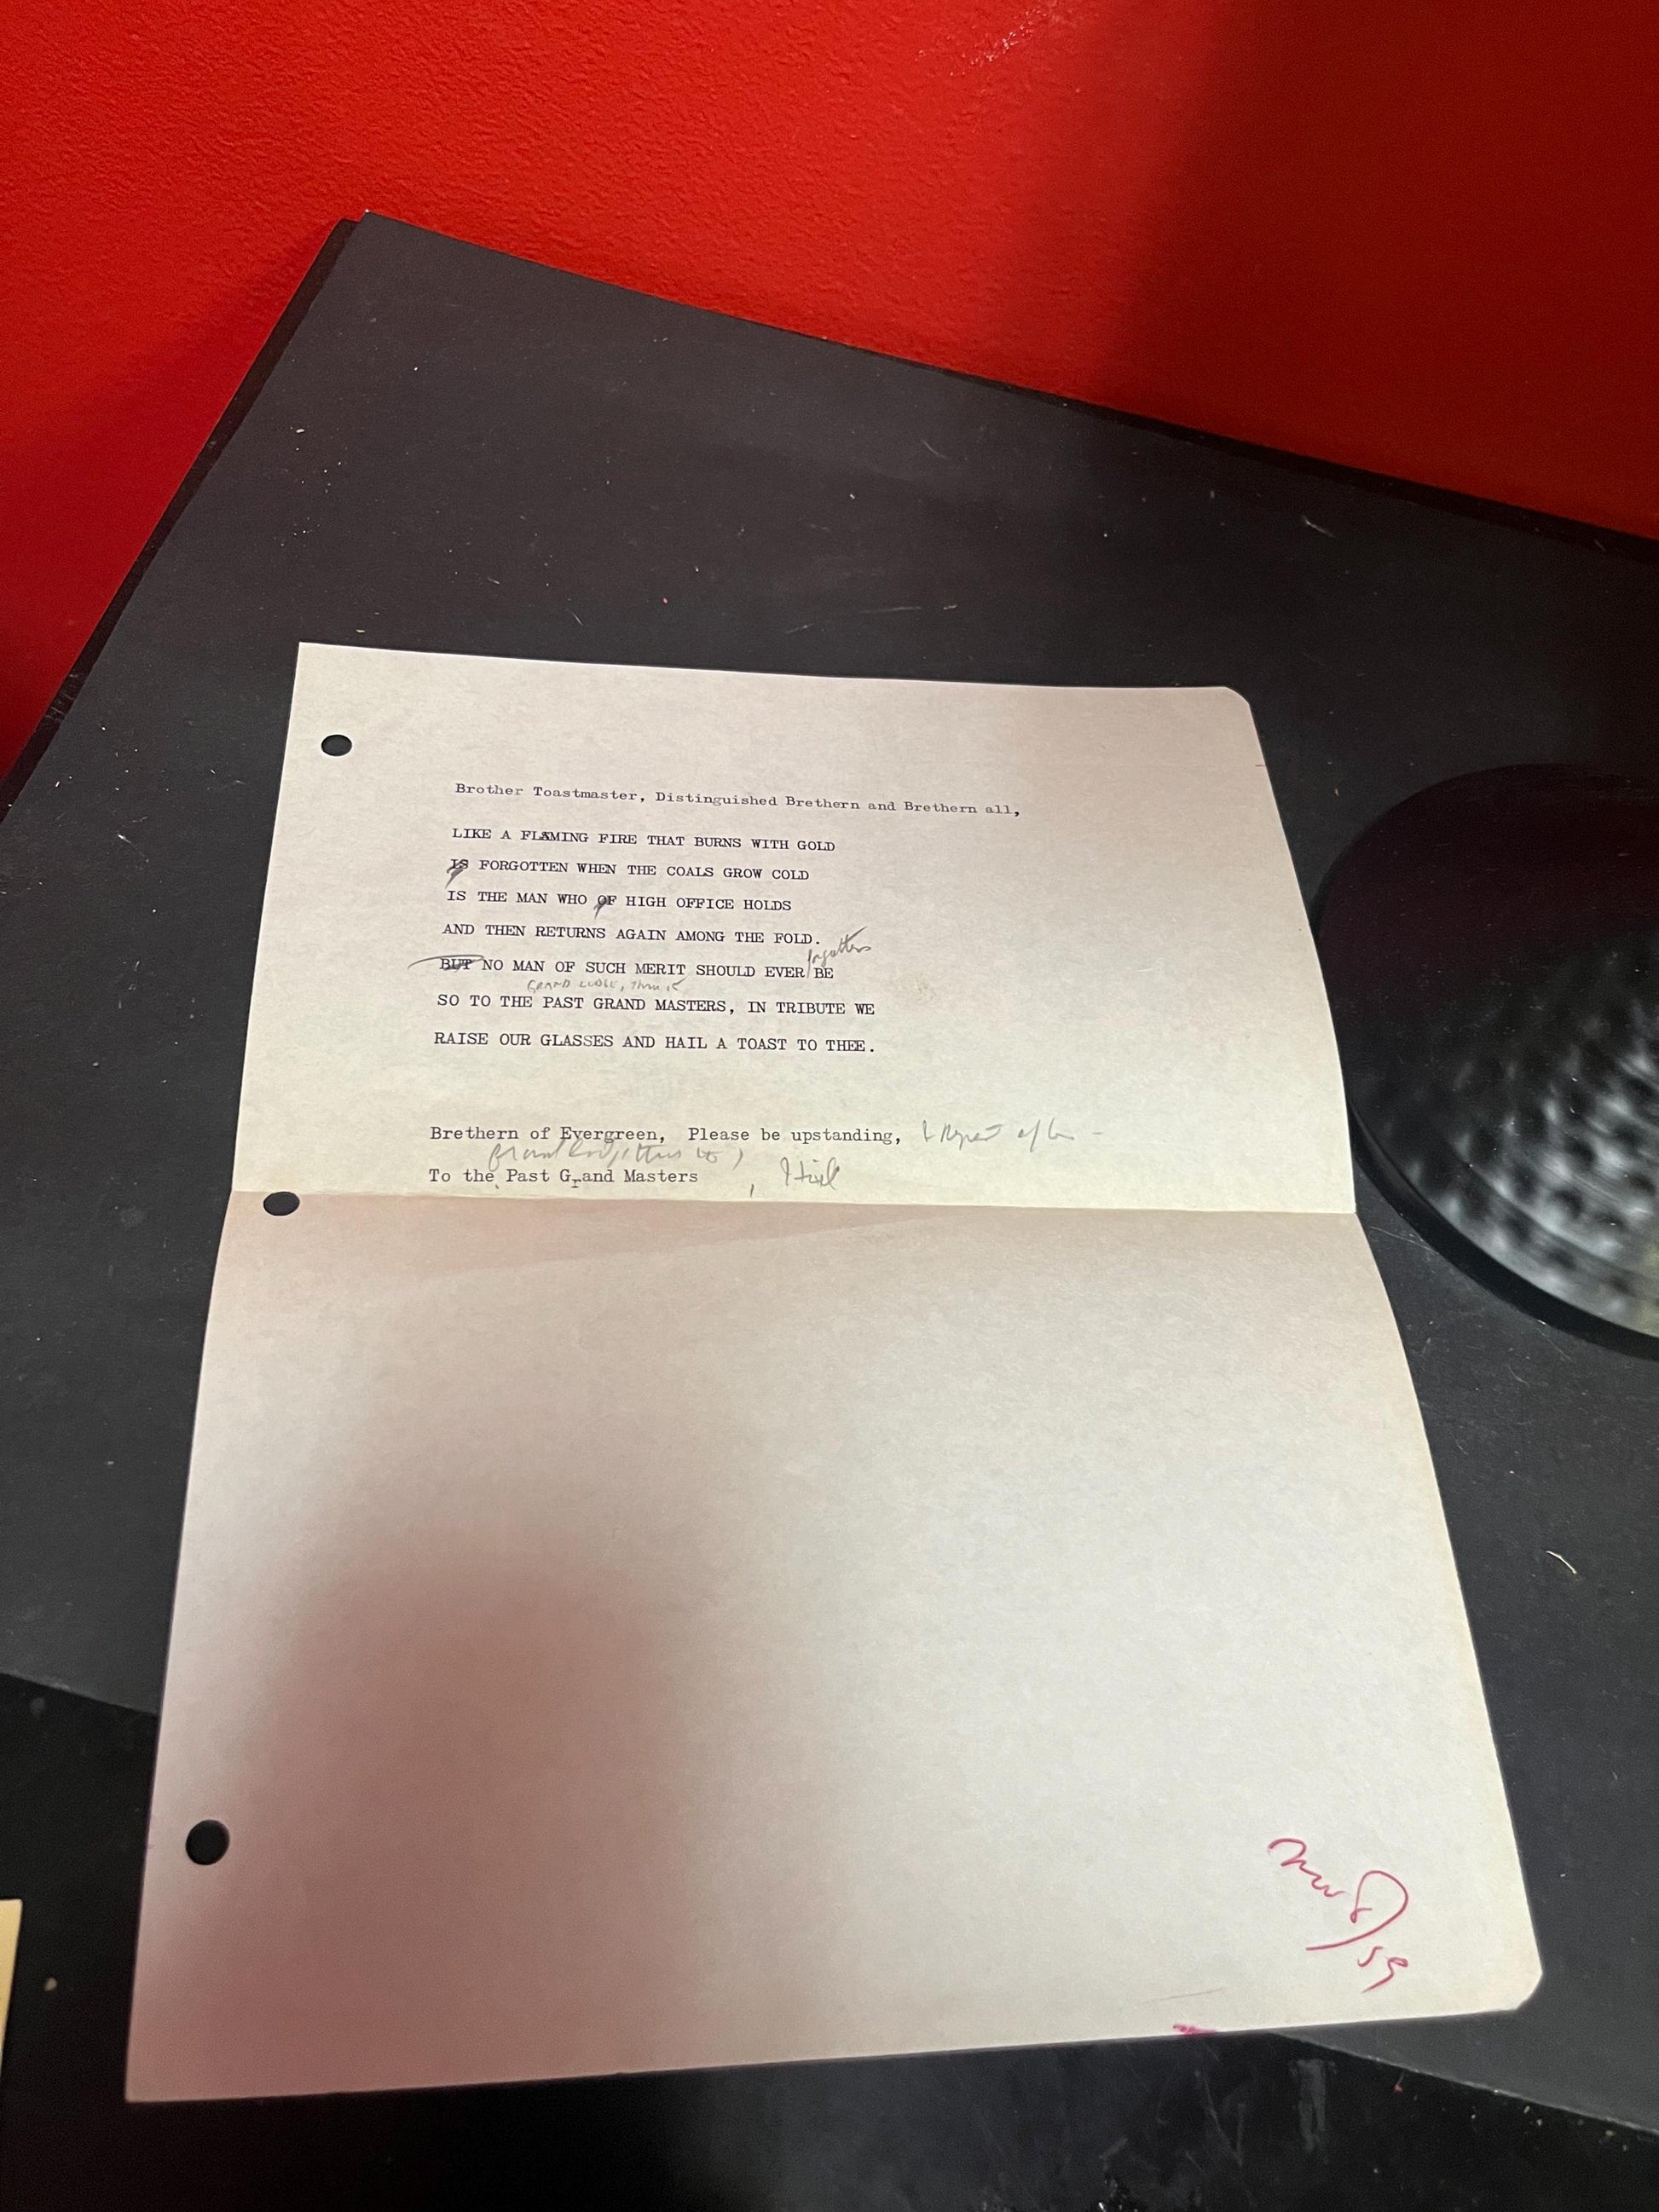 Brother Toastmaster, Distinguished Brethern and Brethern all,
LIKE A FLAMING FIRE THAT BURNS WITH GOLD
IS FORGOTTEN WHEN THE COALS GROW COLD
IS THE MAN WHO OF HIGH OFFICE HOLDS
AND THEN RETURNS AGAIN AMONG THE FOLD.
BUT NO MAN OF SUCH MERIT SHOULD EVER BE
GRAND
SO TO THE PAST GRAND MASTERS, IN TRIBUTE WE
RAISE OUR GLASSES AND HAIL A TOAST TO THEE.
Brethern of Evergreen, Please be upstanding,
Grand
To the Past Grand Masters , Hail
59